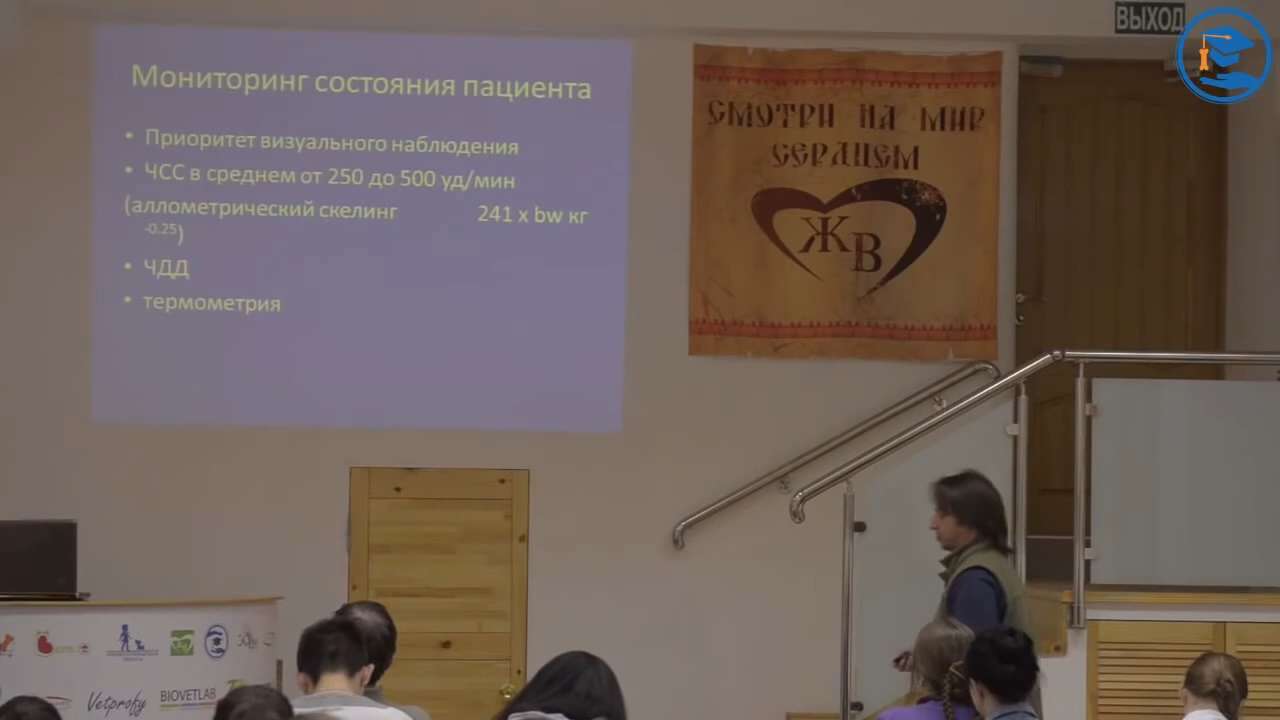 ВЫХОД
Мониторинг состояния пациента
• Приоритет визуального наблюдения
• ЧСС в среднем от 250 до 500 уд/мин
(аллометрический скелинг 241 x bw кг
-0.25)
• ЧДД
• термометрия
СМОТРИ НА МИР
СЕРДЦЕМ
ЖВ
Vetprofy
BIOVETLAB